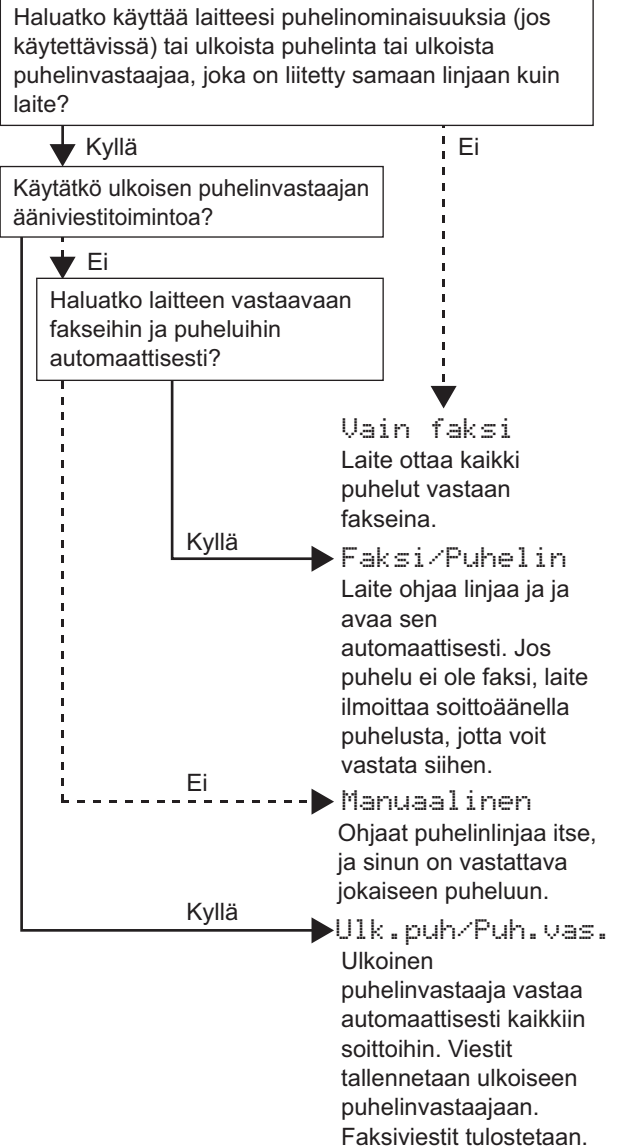 Haluatko käyttää laitteesi puhelinominaisuuksia (jos
käytettävissä) tai ulkoista puhelinta tai ulkoista
puhelinvastaajaa, joka on liitetty samaan linjaan kuin
laite?
Kyllä
Ei
Käytätkö ulkoisen puhelinvastaajan
ääniviestitoimintoa?
Ei
Haluatko laitteen vastaavaan
fakseihin ja puheluihin
automaattisesti?
Vain faksi
Laite ottaa kaikki
puhelut vastaan
fakseina.
Kyllä
Faksi/Puhelin
Laite ohjaa linjaa ja ja
avaa sen
automaattisesti. Jos
puhelu ei ole faksi, laite
ilmoittaa soittoäänella
puhelusta, jotta voit
vastata siihen.
Ei
Manuaalinen
Ohjaat puhelinlinjaa itse,
ja sinun on vastattava
jokaiseen puheluun.
Kyllä
Ulk.puh/Puh.vas.
Ulkoinen
puhelinvastaaja vastaa
automaattisesti kaikkiin
soittoihin. Viestit
tallennetaan ulkoiseen
puhelinvastaajaan.
Faksiviestit tulostetaan.